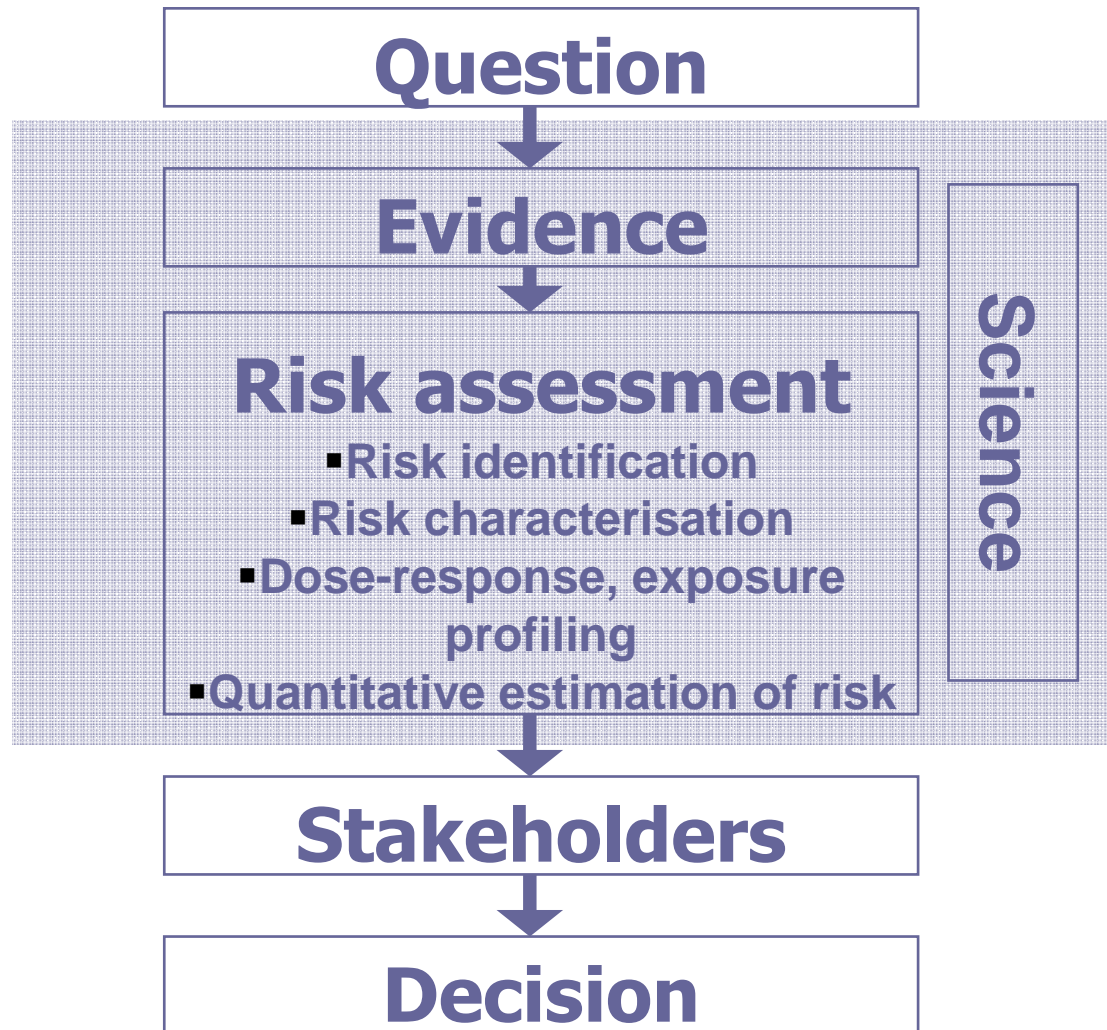 Question
Evidence
Risk assessment
▪Risk identification
▪Risk characterisation
▪Dose-response, exposure
profiling
▪Quantitative estimation of risk
Science
Stakeholders
Decision